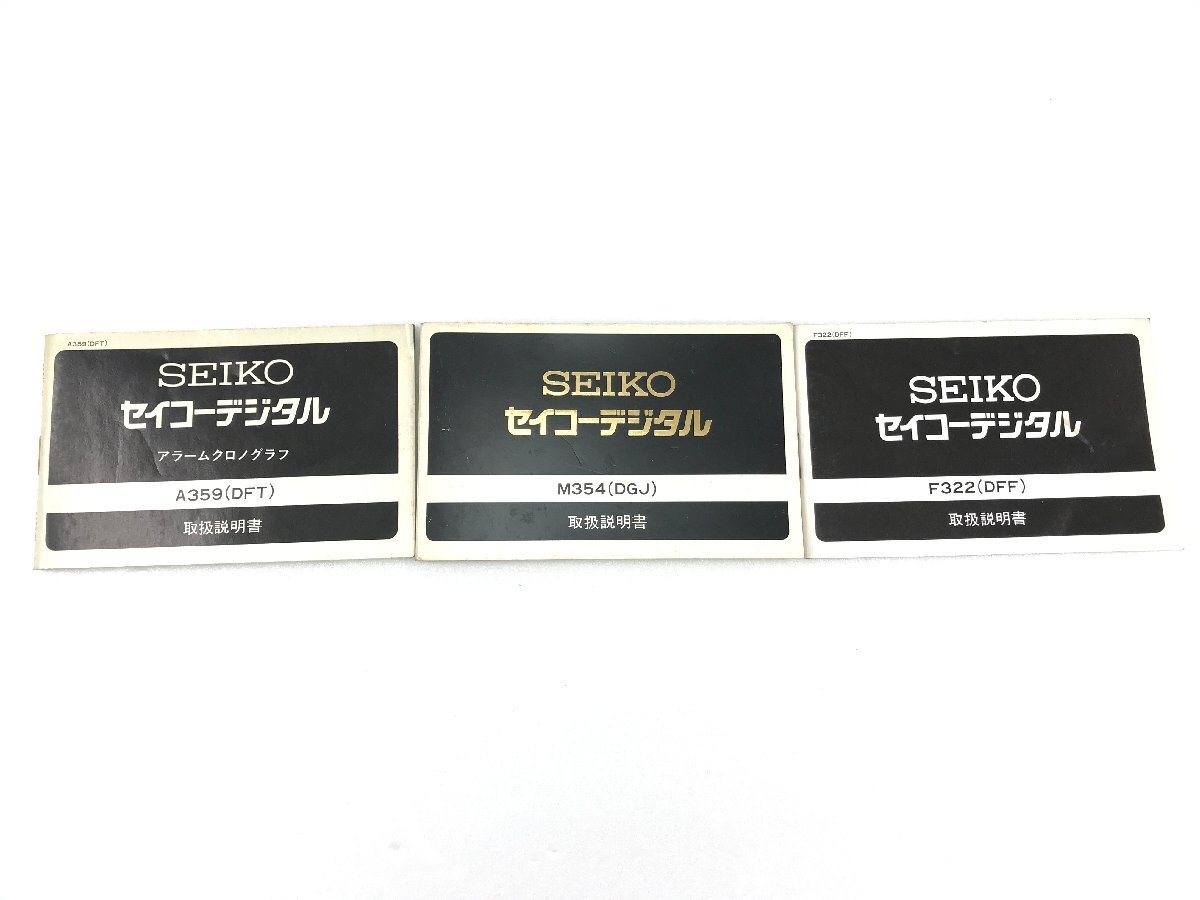 A359(DFT)
SEIKO
セイコーデジタル
アラームクロノグラフ
A359(DFT)
取扱説明書
SEIKO
セイコーデジタル
M354(DGJ)
取扱説明書
F322(DFF)
SEIKO
セイコーデジタル
F322(DFF)
取扱説明書